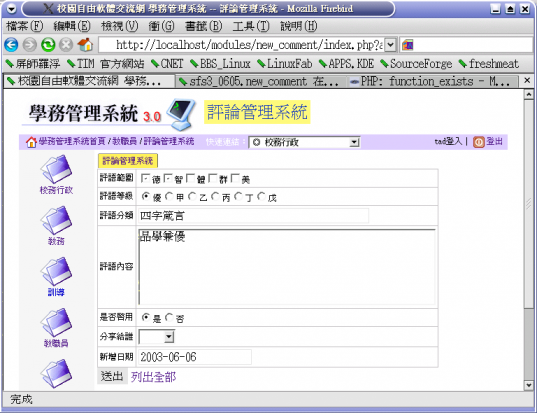 校園自由軟體交流網 學務管理系統 -- 評論管理系統 - Mozilla Firebird
檔案(F) 編輯(E) 檢視(V) 衝(G) 書籤(B) 工具(T) 說明(H)
http://localhost/modules/new_comment/index.php?
屏師羅浮 TIM 官方網站 CNET BBS_Linux LinuxFab APPS.KDE SourceForge freshmeat
校園自由軟體交流網 學務... sfs3_0605.new_comment 在... PHP: function_exists - M...
學務管理系統 3.0 評論管理系統
學務管理系統首頁 / 教職員 / 評論管理系統 快速連結: 校務行政 tad登入 | 登出
評論管理系統
校務行政
教務
訓導
教職員
評語範圍 德 智 體 群 美
評語等級 優 甲 乙 丙 丁 戊
評語分類 四字箴言
評語內容 品學兼優
是否啓用 是 否
分享給誰
新增日期 2003-06-06
送出 列出全部
完成